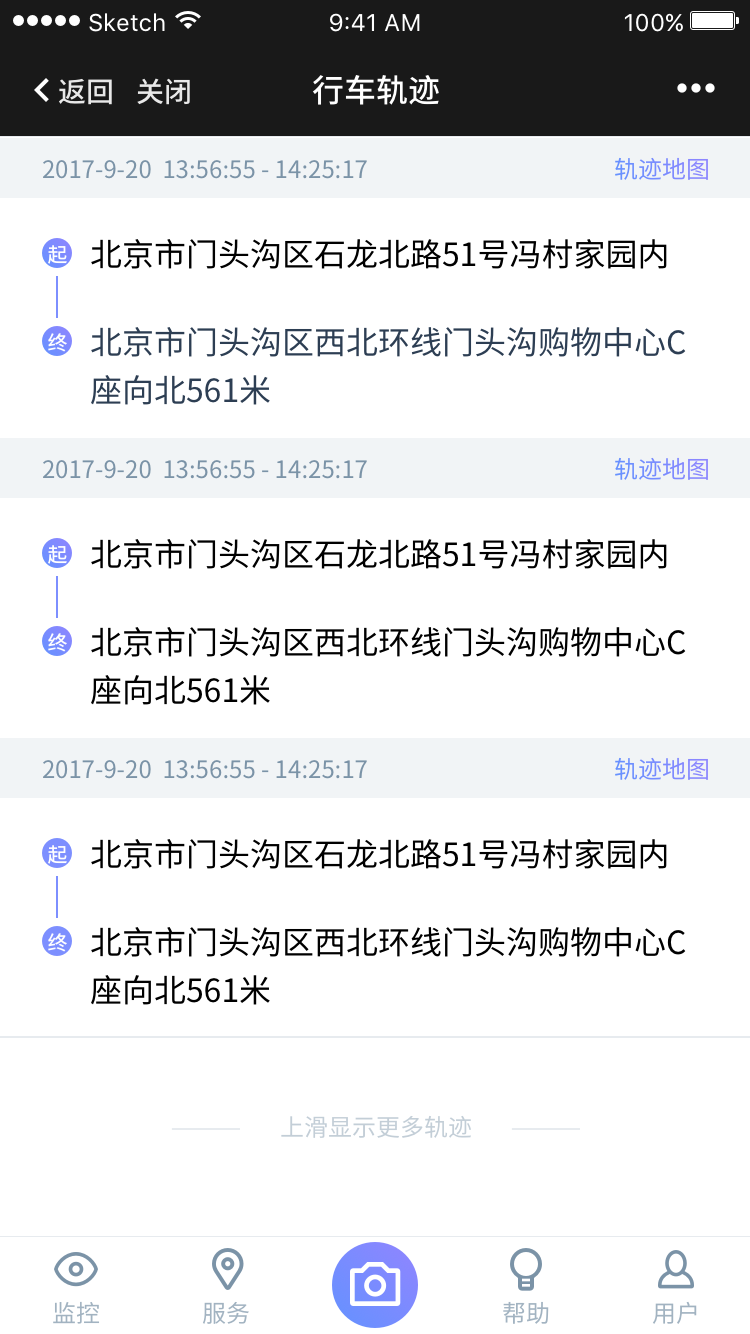 Sketch 9:41 AM 100%
返回 关闭 行车轨迹
2017-9-20 13:56:55 - 14:25:17 轨迹地图
起 北京市门头沟区石龙北路51号冯村家园内
终 北京市门头沟区西北环线门头沟购物中心C
座向北561米
2017-9-20 13:56:55 - 14:25:17 轨迹地图
起 北京市门头沟区石龙北路51号冯村家园内
终 北京市门头沟区西北环线门头沟购物中心C
座向北561米
2017-9-20 13:56:55 - 14:25:17 轨迹地图
起 北京市门头沟区石龙北路51号冯村家园内
终 北京市门头沟区西北环线门头沟购物中心C
座向北561米
上滑显示更多轨迹
监控 服务 帮助 用户